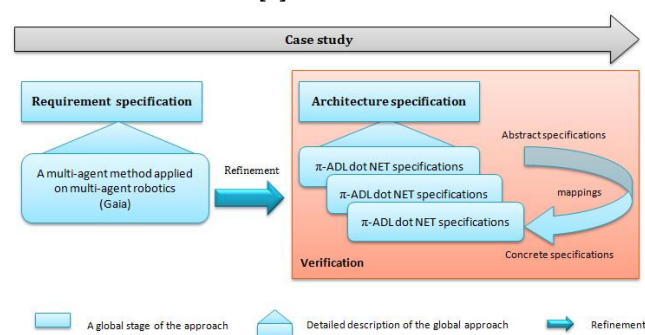 Case study
Requirement specification
Architecture specification
A multi-agent method applied
on multi-agent robotics
(Gaia)
Refinement
π-ADL dot NET specifications
π-ADL dot NET specifications
π-ADL dot NET specifications
Abstract specifications
mappings
Concrete specifications
Verification
A global stage of the approach
Detailed description of the global approach
Refinement